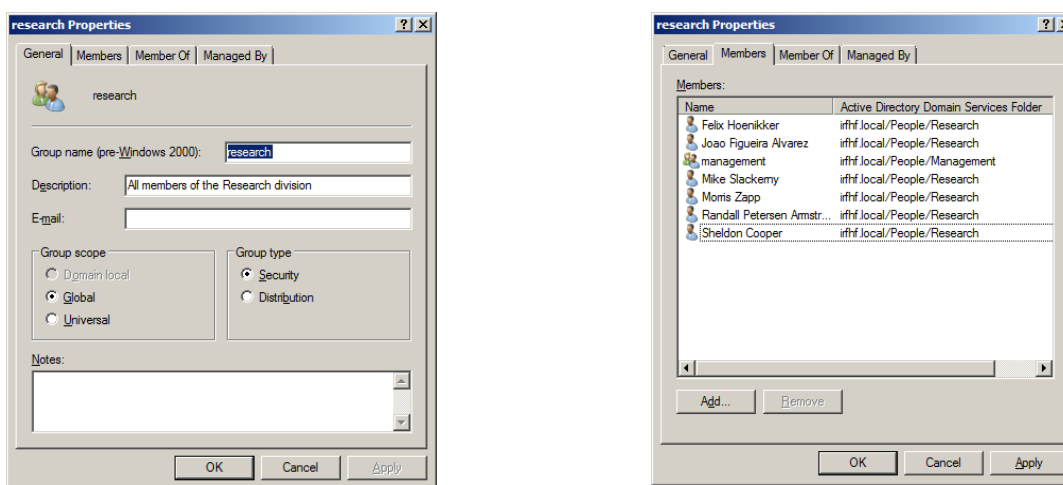 research Properties
General Members Member Of Managed By
research
Group name (pre-Windows 2000): research
Description: All members of the Research division
E-mail:
Group scope
Domain local
Global
Universal
Group type
Security
Distribution
Notes:
OK Cancel Apply
research Properties
General Members Member Of Managed By
Members:
Name Active Directory Domain Services Folder
Felix Hoenikker irfhf.local/People/Research
Joao Figueira Alvarez irfhf.local/People/Research
management irfhf.local/People/Management
Mike Slackerny irfhf.local/People/Research
Morris Zapp irfhf.local/People/Research
Randall Petersen Armstr... irfhf.local/People/Research
Sheldon Cooper irfhf.local/People/Research
Add... Remove
OK Cancel Apply